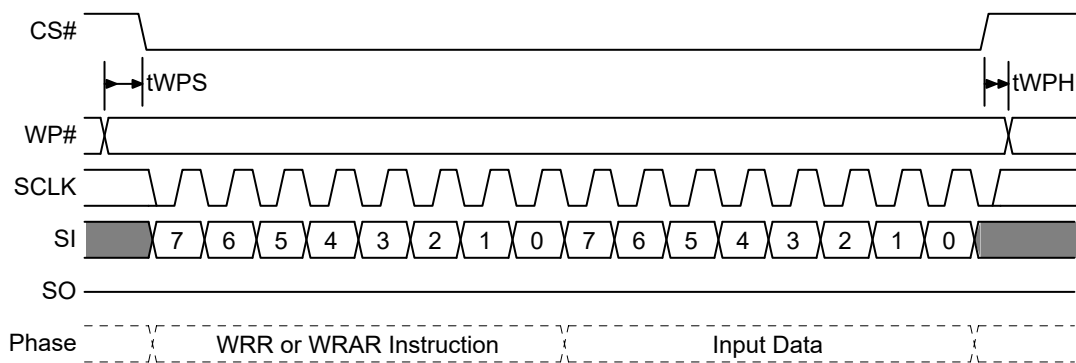 CS#
tWPS tWPH
WP#
SCLK
SI 7 6 5 4 3 2 1 0 7 6 5 4 3 2 1 0
SO
Phase WRR or WRAR Instruction Input Data